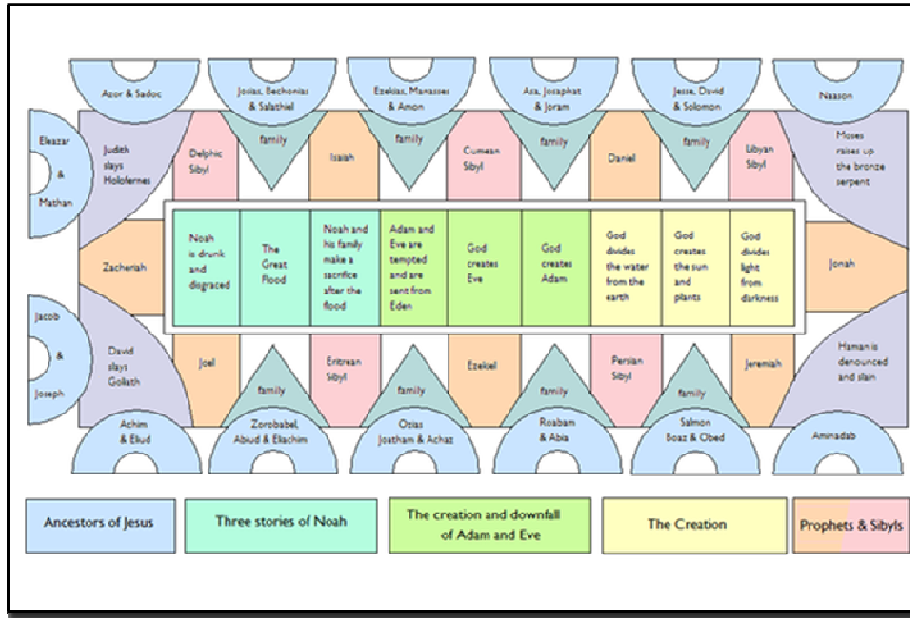 Azor & Sadoc
Josias, Bechonias
& Salathiel
Ezekias, Manasses
& Amon
Asa, Josaphat
& Joram
Jesse, David
& Solomon
Naason
Eleazar
&
Mathan
Judith
slays
Holofernes
Delphic
Sibyl
family
Isaiah
family
Cumean
Sibyl
family
Daniel
family
Libyan
Sibyl
Moses
raises up
the bronze
serpent
Zachariah
Noah
is drunk
and
disgraced
The
Great
flood
Noah and
his family
make a
sacrifice
after the
flood
Adam and
Eve are
tempted
and are
sent from
Eden
God
creates
Eve
God
creates
Adam
God
divides
the water
from the
earth
God
creates
the sun
and
plants
God
divides
light
from
darkness
Jonah
Jacob
&
Joseph
David
slays
Goliath
Joel
family
Eritrean
Sibyl
family
Ezekiel
family
Persian
Sibyl
family
Jeremiah
Haman is
denounced
and slain
Achim
& Eliud
Zorobabel,
Abiud & Eliachim
Ozias
Joatham & Achaz
Roabam
& Abia
Salmon
Boaz & Obed
Aminadab
Ancestors of Jesus
Three stories of Noah
The creation and downfall
of Adam and Eve
The Creation
Prophets & Sibyls